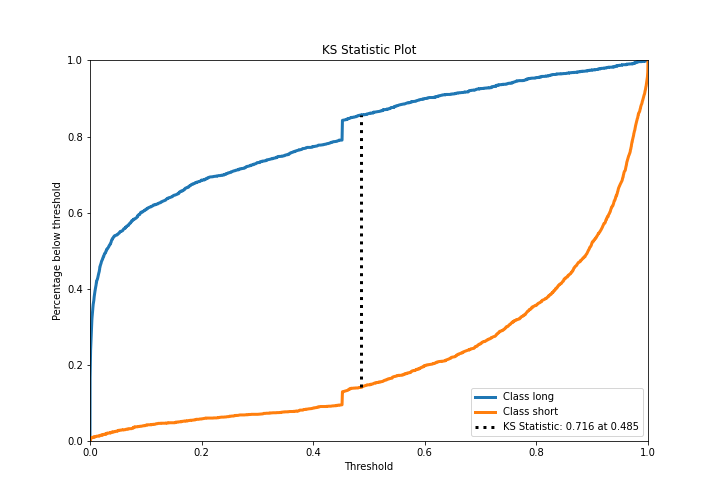 KS Statistic Plot
1.0
0.8
0.6
0.4
0.2
0.0
Percentage below threshold
0.0 0.2 0.4 0.6 0.8 1.0
Threshold
Class long
Class short
KS Statistic: 0.716 at 0.485